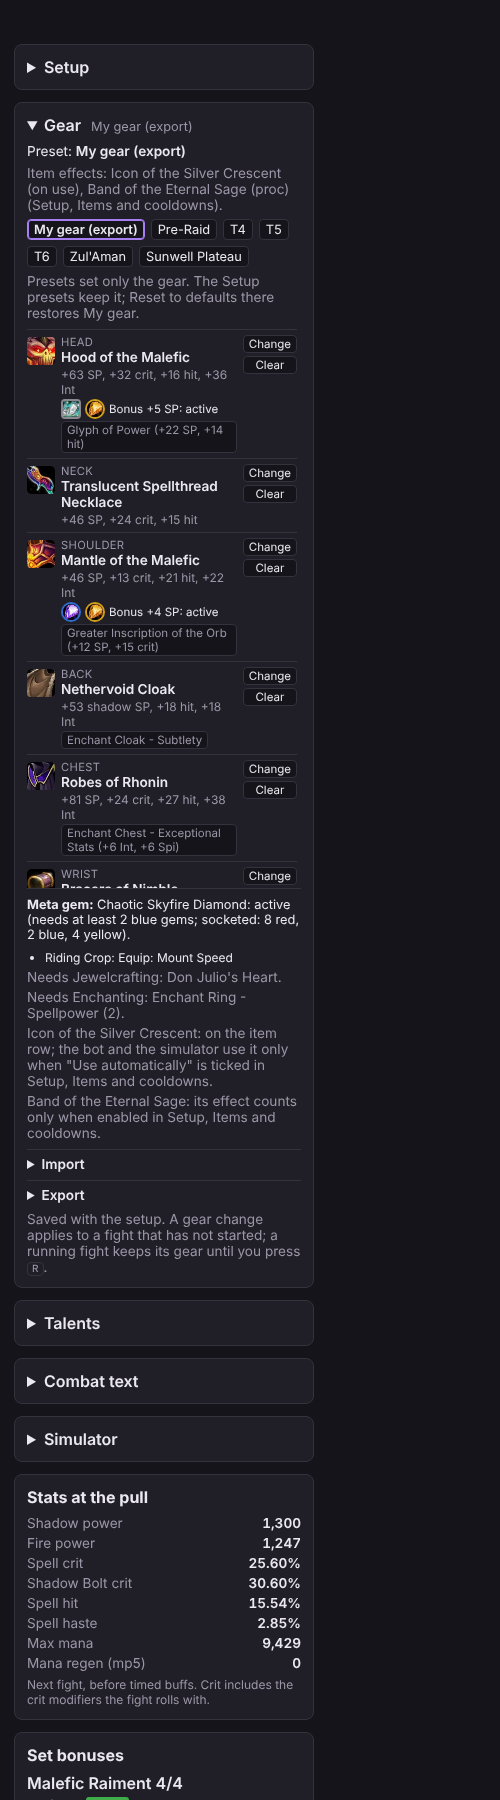 Setup
Gear My gear (export)
Preset: My gear (export)
Item effects: Icon of the Silver Crescent
(on use), Band of the Eternal Sage (proc)
(Setup, Items and cooldowns).
My gear (export) Pre-Raid T4 T5
T6 Zul'Aman Sunwell Plateau
Presets set only the gear. The Setup
presets keep it; Reset to defaults there
restores My gear.
HEAD
Hood of the Malefic
+63 SP, +32 crit, +16 hit, +36
Int
Bonus +5 SP: active
Glyph of Power (+22 SP, +14
hit)
Change
Clear
NECK
Translucent Spellthread
Necklace
+46 SP, +24 crit, +15 hit
Change
Clear
SHOULDER
Mantle of the Malefic
+46 SP, +13 crit, +21 hit, +22
Int
Bonus +4 SP: active
Greater Inscription of the Orb
(+12 SP, +15 crit)
Change
Clear
BACK
Nethervoid Cloak
+53 shadow SP, +18 hit, +18
Int
Enchant Cloak - Subtlety
Change
Clear
CHEST
Robes of Rhonin
+81 SP, +24 crit, +27 hit, +38
Int
Enchant Chest - Exceptional
Stats (+6 Int, +6 Spi)
Change
Clear
WRIST
Bracers of Nimble
Change
Meta gem: Chaotic Skyfire Diamond: active
(needs at least 2 blue gems; socketed: 8 red,
2 blue, 4 yellow).
• Riding Crop: Equip: Mount Speed
Needs Jewelcrafting: Don Julio's Heart.
Needs Enchanting: Enchant Ring -
Spellpower (2).
Icon of the Silver Crescent: on the item
row; the bot and the simulator use it only
when "Use automatically" is ticked in
Setup, Items and cooldowns.
Band of the Eternal Sage: its effect counts
only when enabled in Setup, Items and
cooldowns.
Import
Export
Saved with the setup. A gear change
applies to a fight that has not started; a
running fight keeps its gear until you press
R.
Talents
Combat text
Simulator
Stats at the pull
Shadow power 1,300
Fire power 1,247
Spell crit 25.60%
Shadow Bolt crit 30.60%
Spell hit 15.54%
Spell haste 2.85%
Max mana 9,429
Mana regen (mp5) 0
Next fight, before timed buffs. Crit includes the
crit modifiers the fight rolls with.
Set bonuses
Malefic Raiment 4/4